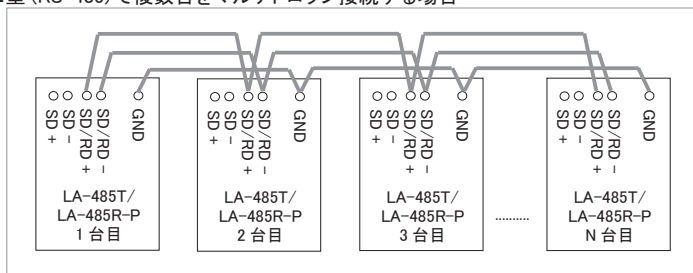 型(RS-485)で複数台をマルチドロップ接続する場合
SD+ SD- SD/RD+ SD/RD- GND
LA-485T/
LA-485R-P
1台目
SD+ SD- SD/RD+ SD/RD- GND
LA-485T/
LA-485R-P
2台目
SD+ SD- SD/RD+ SD/RD- GND
LA-485T/
LA-485R-P
3台目
..........
SD+ SD- SD/RD+ SD/RD- GND
LA-485T/
LA-485R-P
N台目